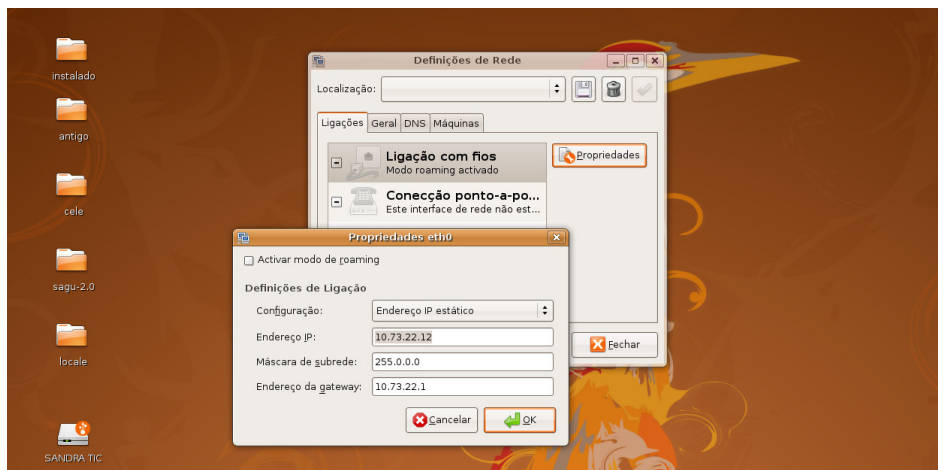 instalado
antigo
cele
sagu-2.0
locale
SANDRA TIC
Definições de Rede
Localização:
Ligações Geral DNS Máquinas
Ligação com fios
Modo roaming activado
Propriedades
Conecção ponto-a-po...
Este interface de rede não est...
Fechar
Propriedades eth0
Activar modo de roaming
Definições de Ligação
Configuração: Endereço IP estático
Endereço IP: 10.73.22.12
Máscara de subrede: 255.0.0.0
Endereço da gateway: 10.73.22.1
Cancelar OK